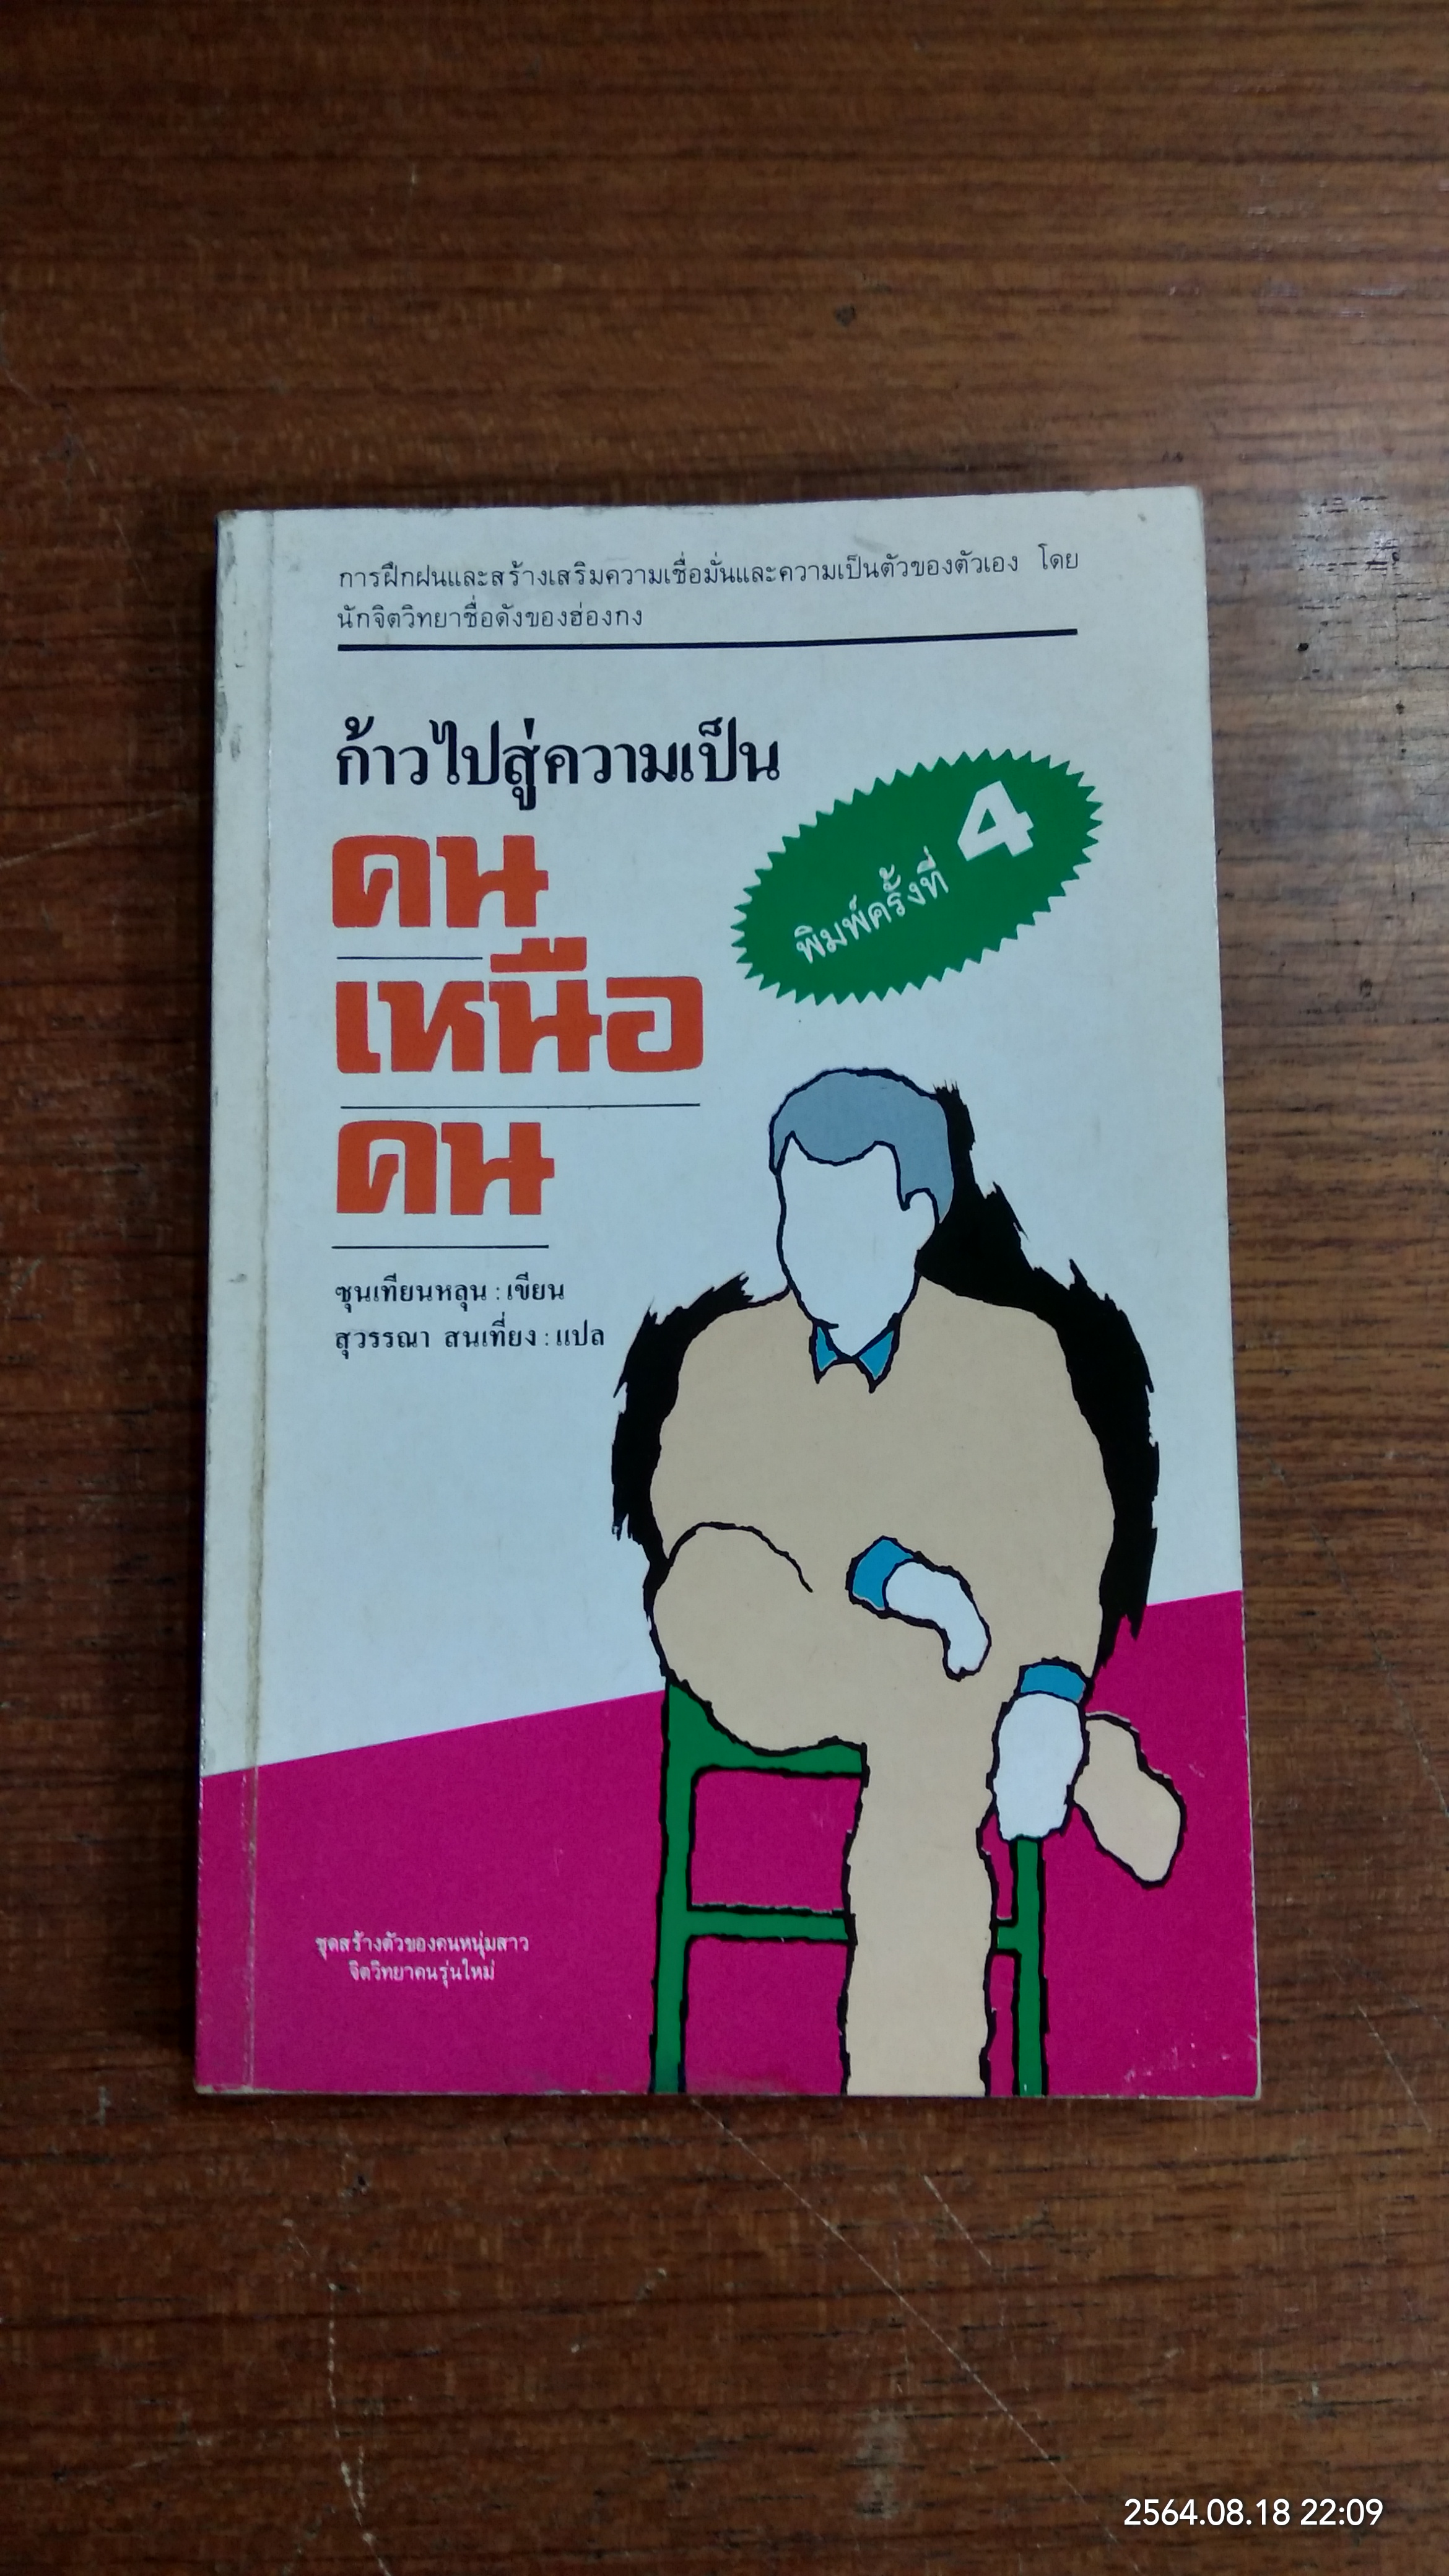 การฝึกฝนและสร้างเสริมความเชื่อมั่นและความเป็นตัวของตัวเอง โดย
นักจิตวิทยาชื่อดังของฮ่องกง
ก้าวไปสู่ความเป็น
คน
เหนือ
คน
พิมพ์ครั้งที่ 4
ซุนเทียนหลุน : เขียน
สุวรรณา สนเที่ยง : แปล
ชุดสร้างตัวของคนหนุ่มสาว
จิตวิทยาคนรุ่นใหม่
2564.08.18 22:09